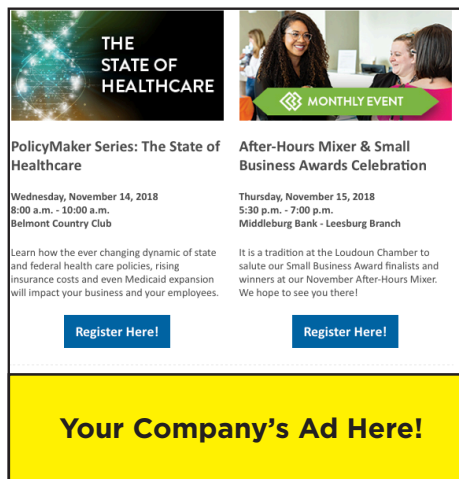 THE
STATE OF
HEALTHCARE
MONTHLY EVENT
PolicyMaker Series: The State of
Healthcare
Wednesday, November 14, 2018
8:00 a.m. - 10:00 a.m.
Belmont Country Club
Learn how the ever changing dynamic of state
and federal health care policies, rising
insurance costs and even Medicaid expansion
will impact your business and your employees.
Register Here!
After-Hours Mixer & Small
Business Awards Celebration
Thursday, November 15, 2018
5:30 p.m. - 7:00 p.m.
Middleburg Bank - Leesburg Branch
It is a tradition at the Loudoun Chamber to
salute our Small Business Award finalists and
winners at our November After-Hours Mixer.
We hope to see you there!
Register Here!
Your Company's Ad Here!